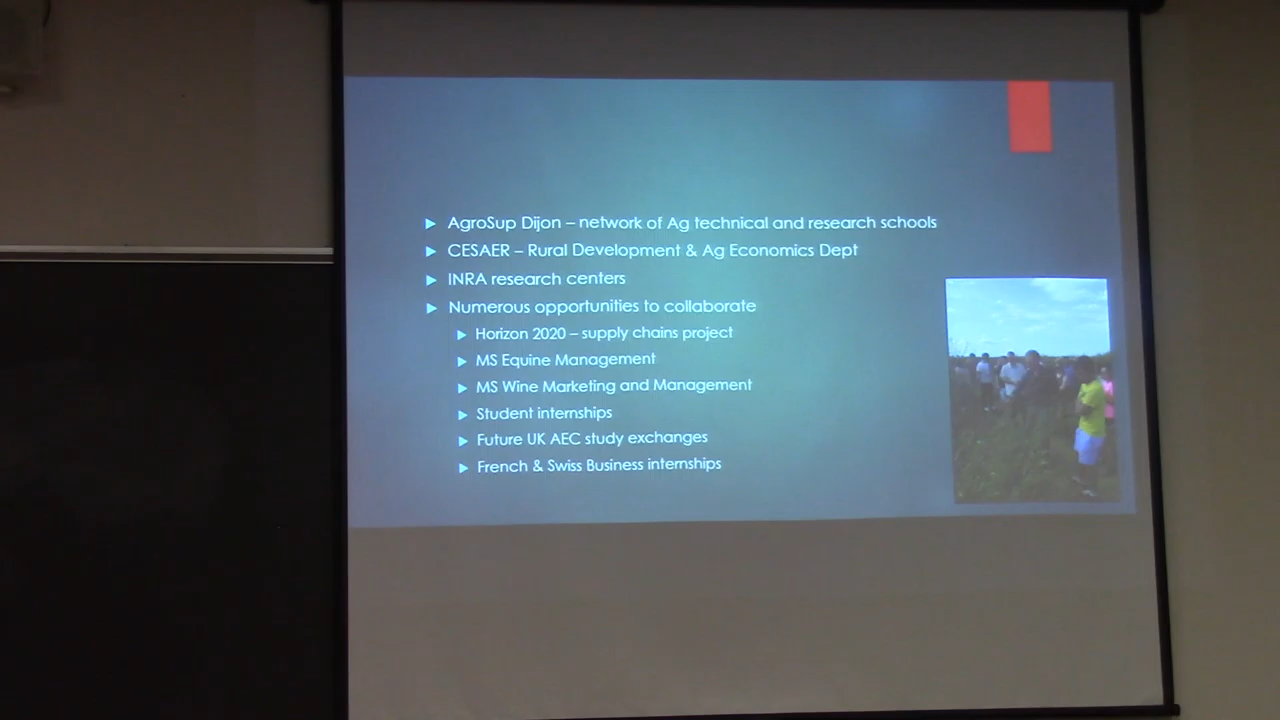 AgroSup Dijon – network of Ag technical and research schools
CESAER – Rural Development & Ag Economics Dept
INRA research centers
Numerous opportunities to collaborate
Horizon 2020 – supply chains project
MS Equine Management
MS Wine Marketing and Management
Student internships
Future UK AEC study exchanges
French & Swiss Business internships